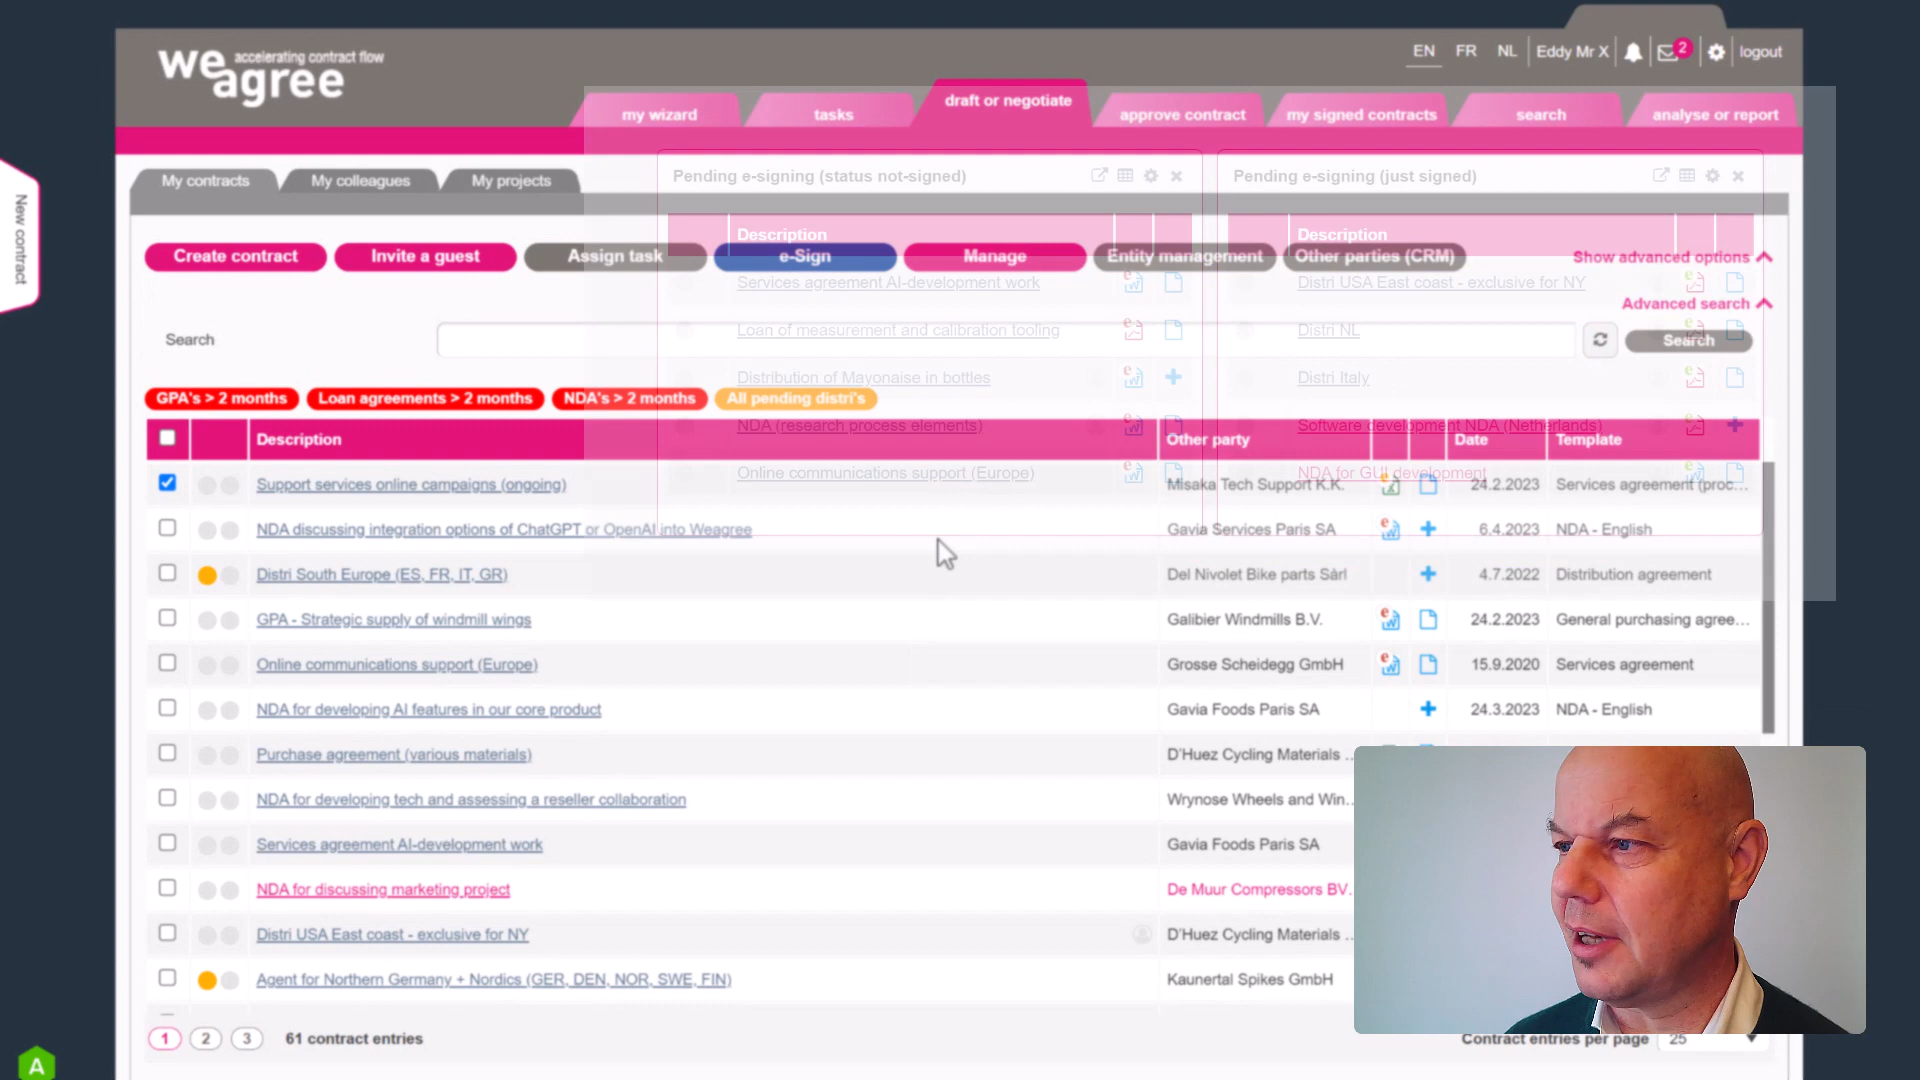 we agree accelerating contract flow
EN FR NL Eddy Mr X 2 logout
my wizard tasks draft or negotiate approve contract my signed contracts search analyse or report
New contract
My contracts My colleagues My projects
Pending e-signing (status not-signed)
Pending e-signing (just signed)
Description
Description
Create contract Invite a guest Assign task e-Sign Manage Entity management Other parties (CRM) Show advanced options
Services agreement AI-development work
Distri USA East coast - exclusive for NY
Advanced search
Loan of measurement and calibration tooling
Distri NL
Search Search
Distribution of Mayonaise in bottles
Distri Italy
GPA's > 2 months Loan agreements > 2 months NDA's > 2 months All pending distri's
NDA (research process elements)
Software development NDA (Netherlands)
Description Other party Date Template
Online communications support (Europe)
NDA for GUI development
Support services online campaigns (ongoing) Misaka Tech Support K.K. 24.2.2023 Services agreement (proc...
NDA discussing integration options of ChatGPT or OpenAI into Weagree Gavia Services Paris SA 6.4.2023 NDA - English
Distri South Europe (ES, FR, IT, GR) Del Nivolet Bike parts Sàrl 4.7.2022 Distribution agreement
GPA - Strategic supply of windmill wings Galibier Windmills B.V. 24.2.2023 General purchasing agree...
Online communications support (Europe) Grosse Scheidegg GmbH 15.9.2020 Services agreement
NDA for developing AI features in our core product Gavia Foods Paris SA 24.3.2023 NDA - English
Purchase agreement (various materials) D'Huez Cycling Materials ...
NDA for developing tech and assessing a reseller collaboration Wrynose Wheels and Win...
Services agreement AI-development work Gavia Foods Paris SA
NDA for discussing marketing project De Muur Compressors BV.
Distri USA East coast - exclusive for NY D'Huez Cycling Materials ...
Agent for Northern Germany + Nordics (GER, DEN, NOR, SWE, FIN) Kaunertal Spikes GmbH
1 2 3 61 contract entries Contract entries per page 25
A